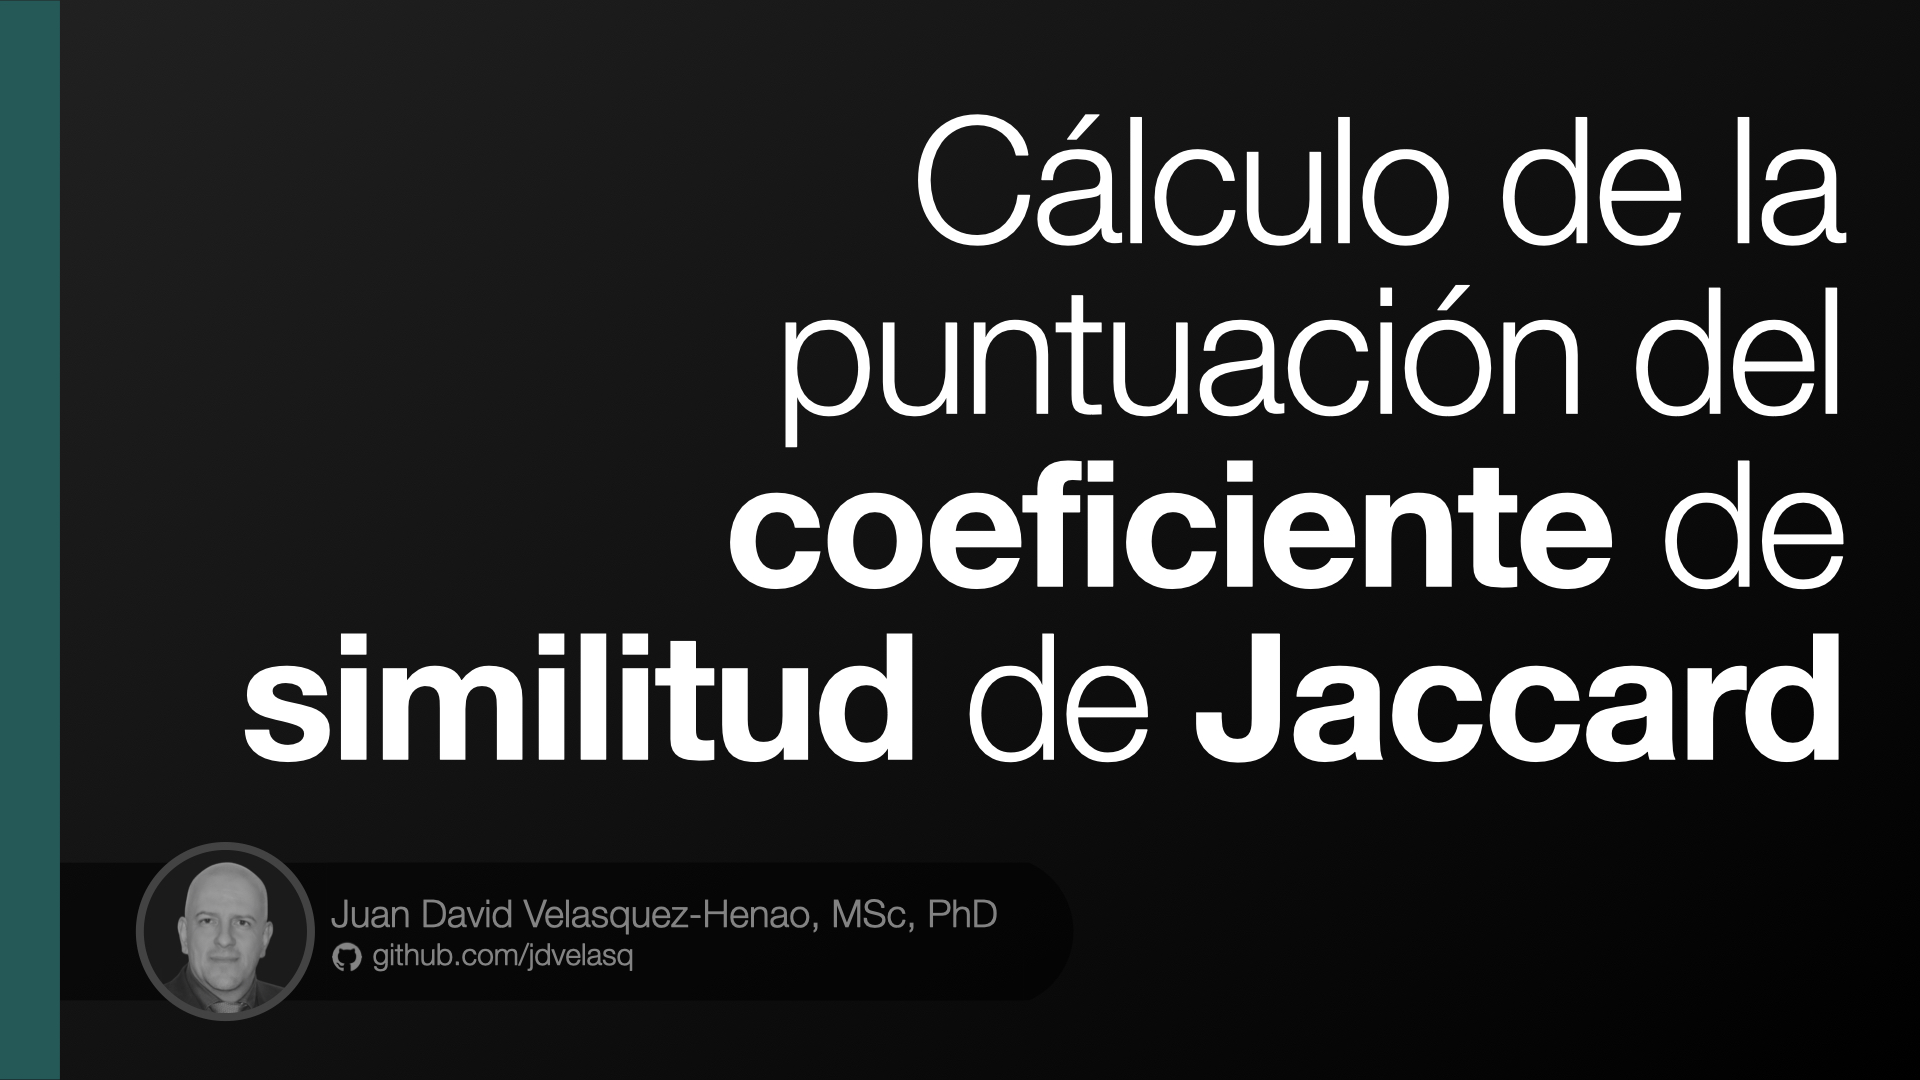 Cálculo de la
puntuación del
coeficiente de
similitud de Jaccard
Juan David Velasquez-Henao, MSc, PhD
github.com/jdvelasq